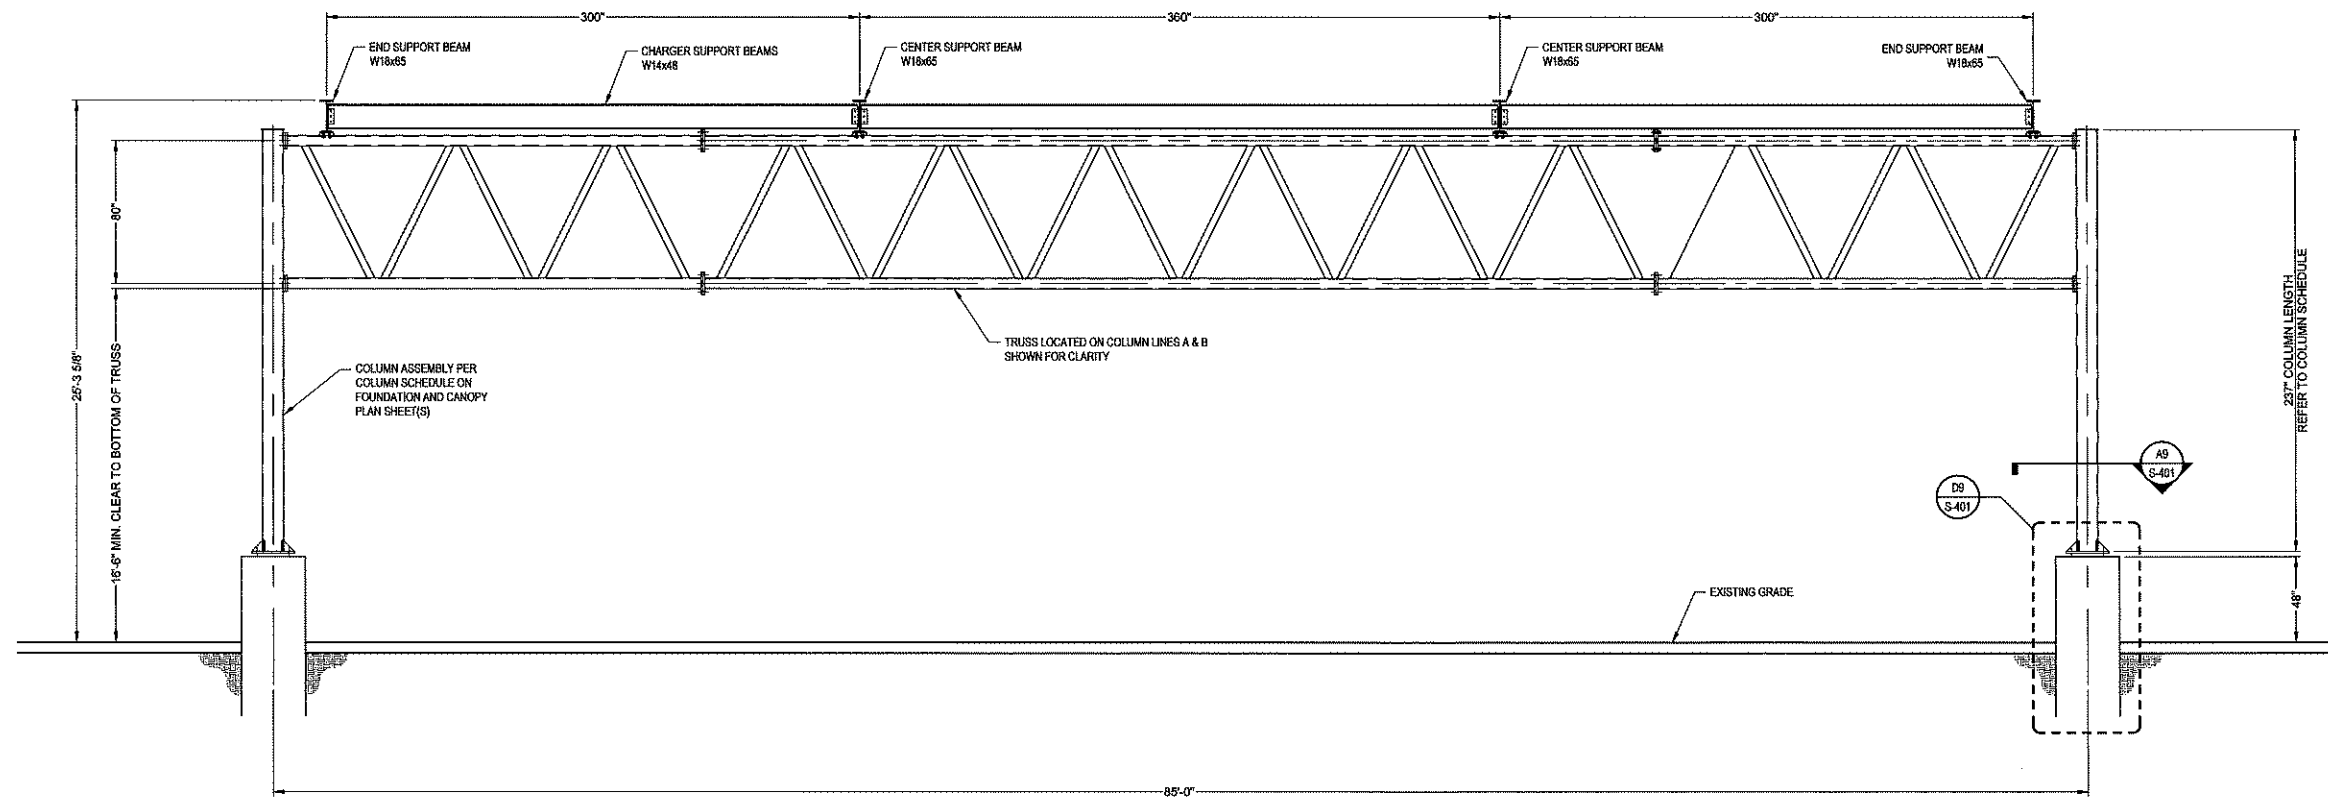 300"
360"
300"
END SUPPORT BEAM
W18x65
CHARGER SUPPORT BEAMS
W14x48
CENTER SUPPORT BEAM
W18x65
CENTER SUPPORT BEAM
W18x65
END SUPPORT BEAM
W18x65
25'-3 5/8"
80"
16'-6" MIN. CLEAR TO BOTTOM OF TRUSS
TRUSS LOCATED ON COLUMN LINES A & B
SHOWN FOR CLARITY
COLUMN ASSEMBLY PER
COLUMN SCHEDULE ON
FOUNDATION AND CANOPY
PLAN SHEET(S)
237" COLUMN LENGTH
REFER TO COLUMN SCHEDULE
A9
S-401
D9
S-401
EXISTING GRADE
48"
85'-0"